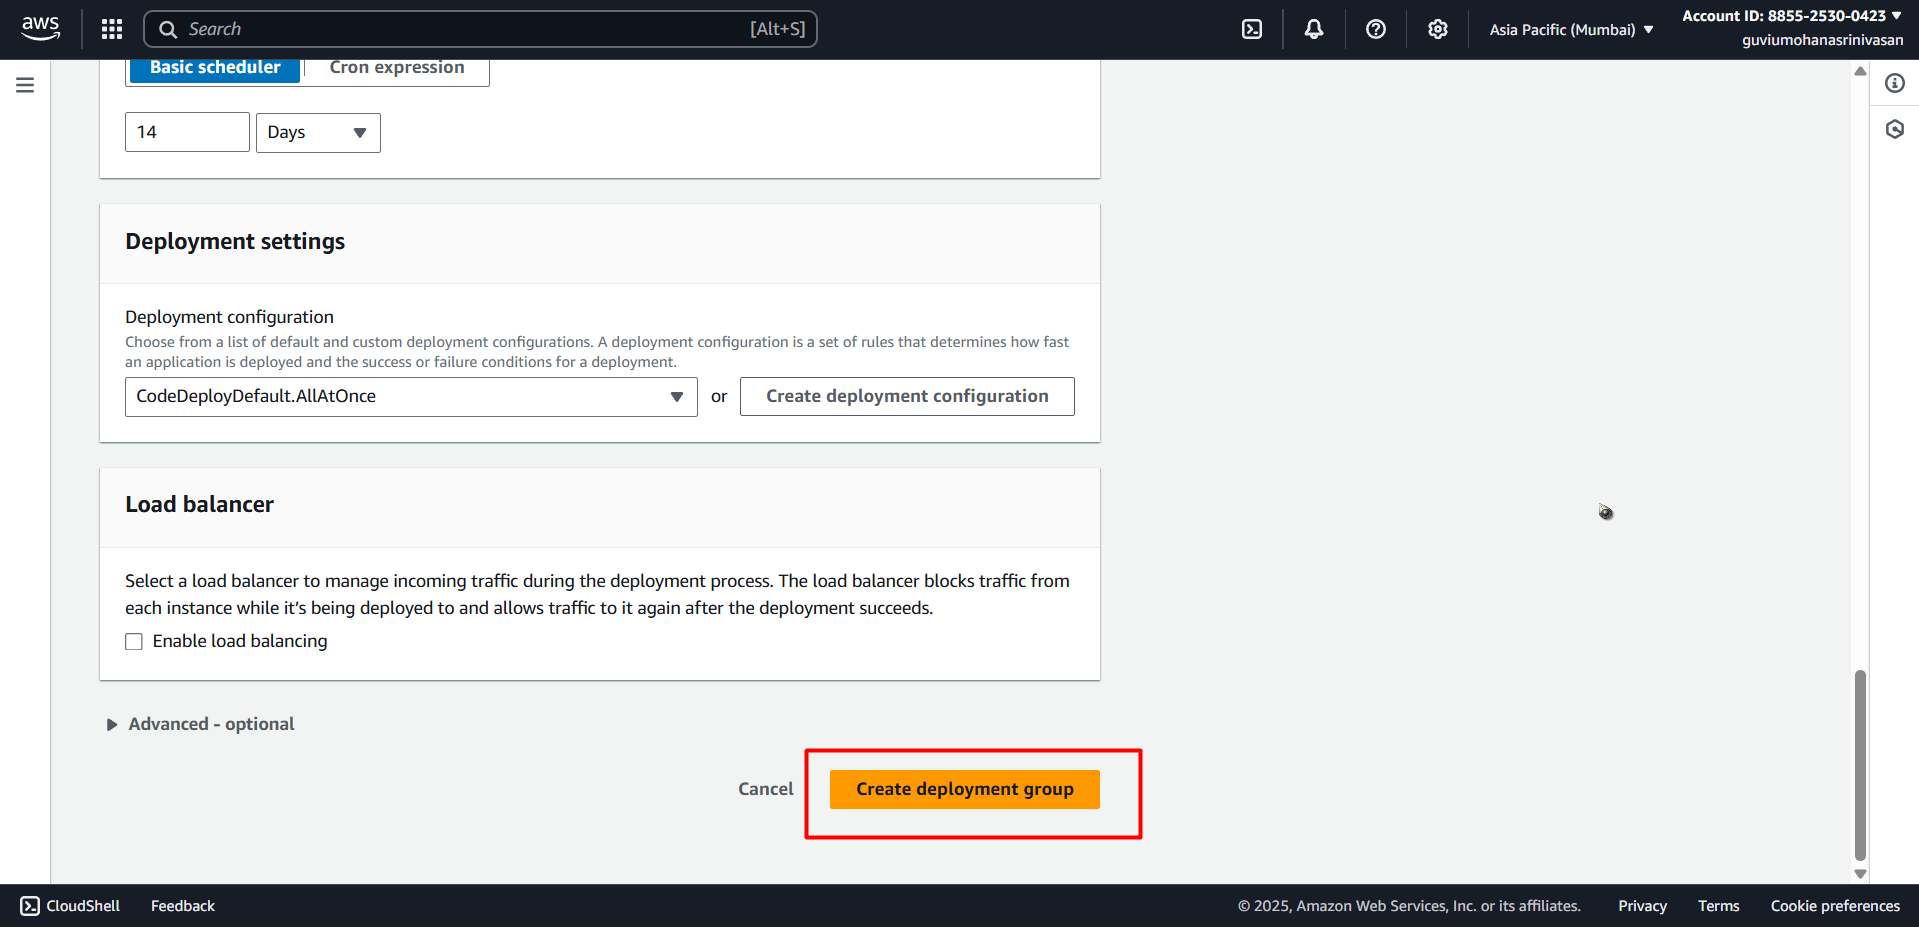 aws
Search [Alt+S]
Asia Pacific (Mumbai)
Account ID: 8855-2530-0423
guviumohanasrinivasan
Basic scheduler
Cron expression
14
Days
Deployment settings
Deployment configuration
Choose from a list of default and custom deployment configurations. A deployment configuration is a set of rules that determines how fast
an application is deployed and the success or failure conditions for a deployment.
CodeDeployDefault.AllAtOnce
or
Create deployment configuration
Load balancer
Select a load balancer to manage incoming traffic during the deployment process. The load balancer blocks traffic from
each instance while it’s being deployed to and allows traffic to it again after the deployment succeeds.
Enable load balancing
Advanced - optional
Cancel
Create deployment group
CloudShell
Feedback
© 2025, Amazon Web Services, Inc. or its affiliates.
Privacy
Terms
Cookie preferences